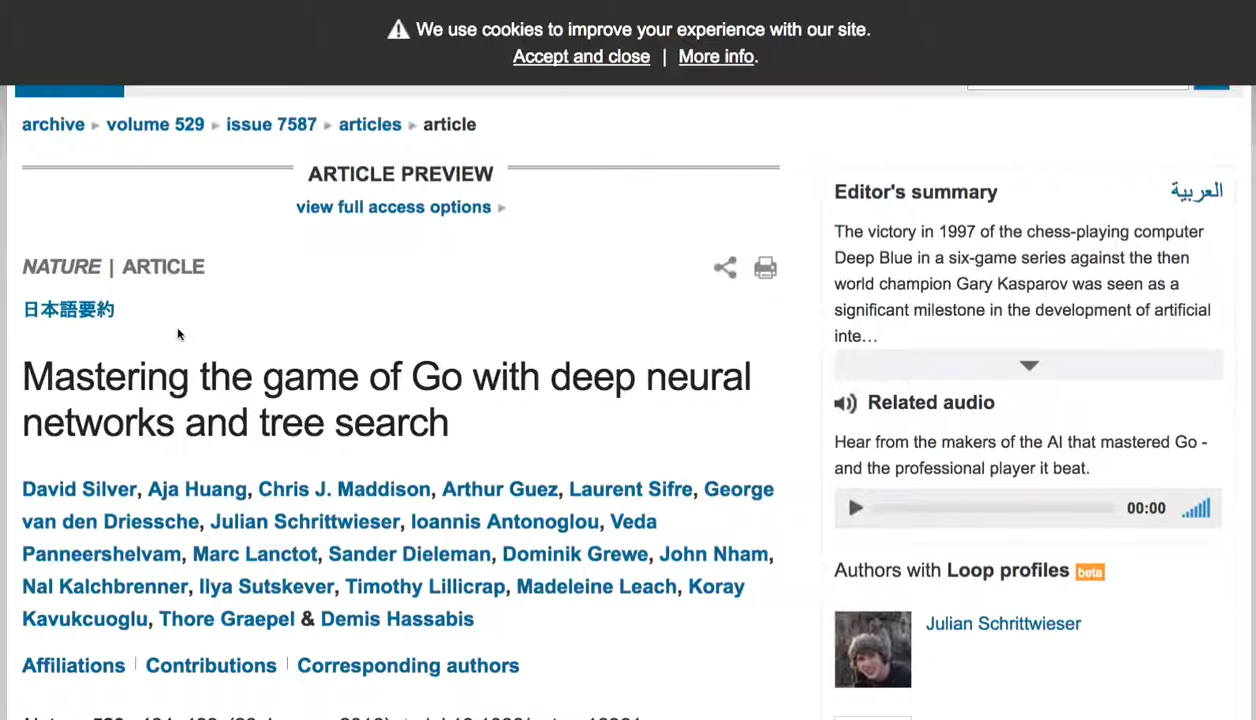 We use cookies to improve your experience with our site.
Accept and close | More info.
archive volume 529 issue 7587 articles article
ARTICLE PREVIEW
view full access options
NATURE | ARTICLE
日本語要約
Mastering the game of Go with deep neural
networks and tree search
David Silver, Aja Huang, Chris J. Maddison, Arthur Guez, Laurent Sifre, George
van den Driessche, Julian Schrittwieser, Ioannis Antonoglou, Veda
Panneershelvam, Marc Lanctot, Sander Dieleman, Dominik Grewe, John Nham,
Nal Kalchbrenner, Ilya Sutskever, Timothy Lillicrap, Madeleine Leach, Koray
Kavukcuoglu, Thore Graepel & Demis Hassabis
Affiliations | Contributions | Corresponding authors
Editor's summary
العربية
The victory in 1997 of the chess-playing computer
Deep Blue in a six-game series against the then
world champion Gary Kasparov was seen as a
significant milestone in the development of artificial
inte…
Related audio
Hear from the makers of the AI that mastered Go -
and the professional player it beat.
00:00
Authors with Loop profiles beta
Julian Schrittwieser